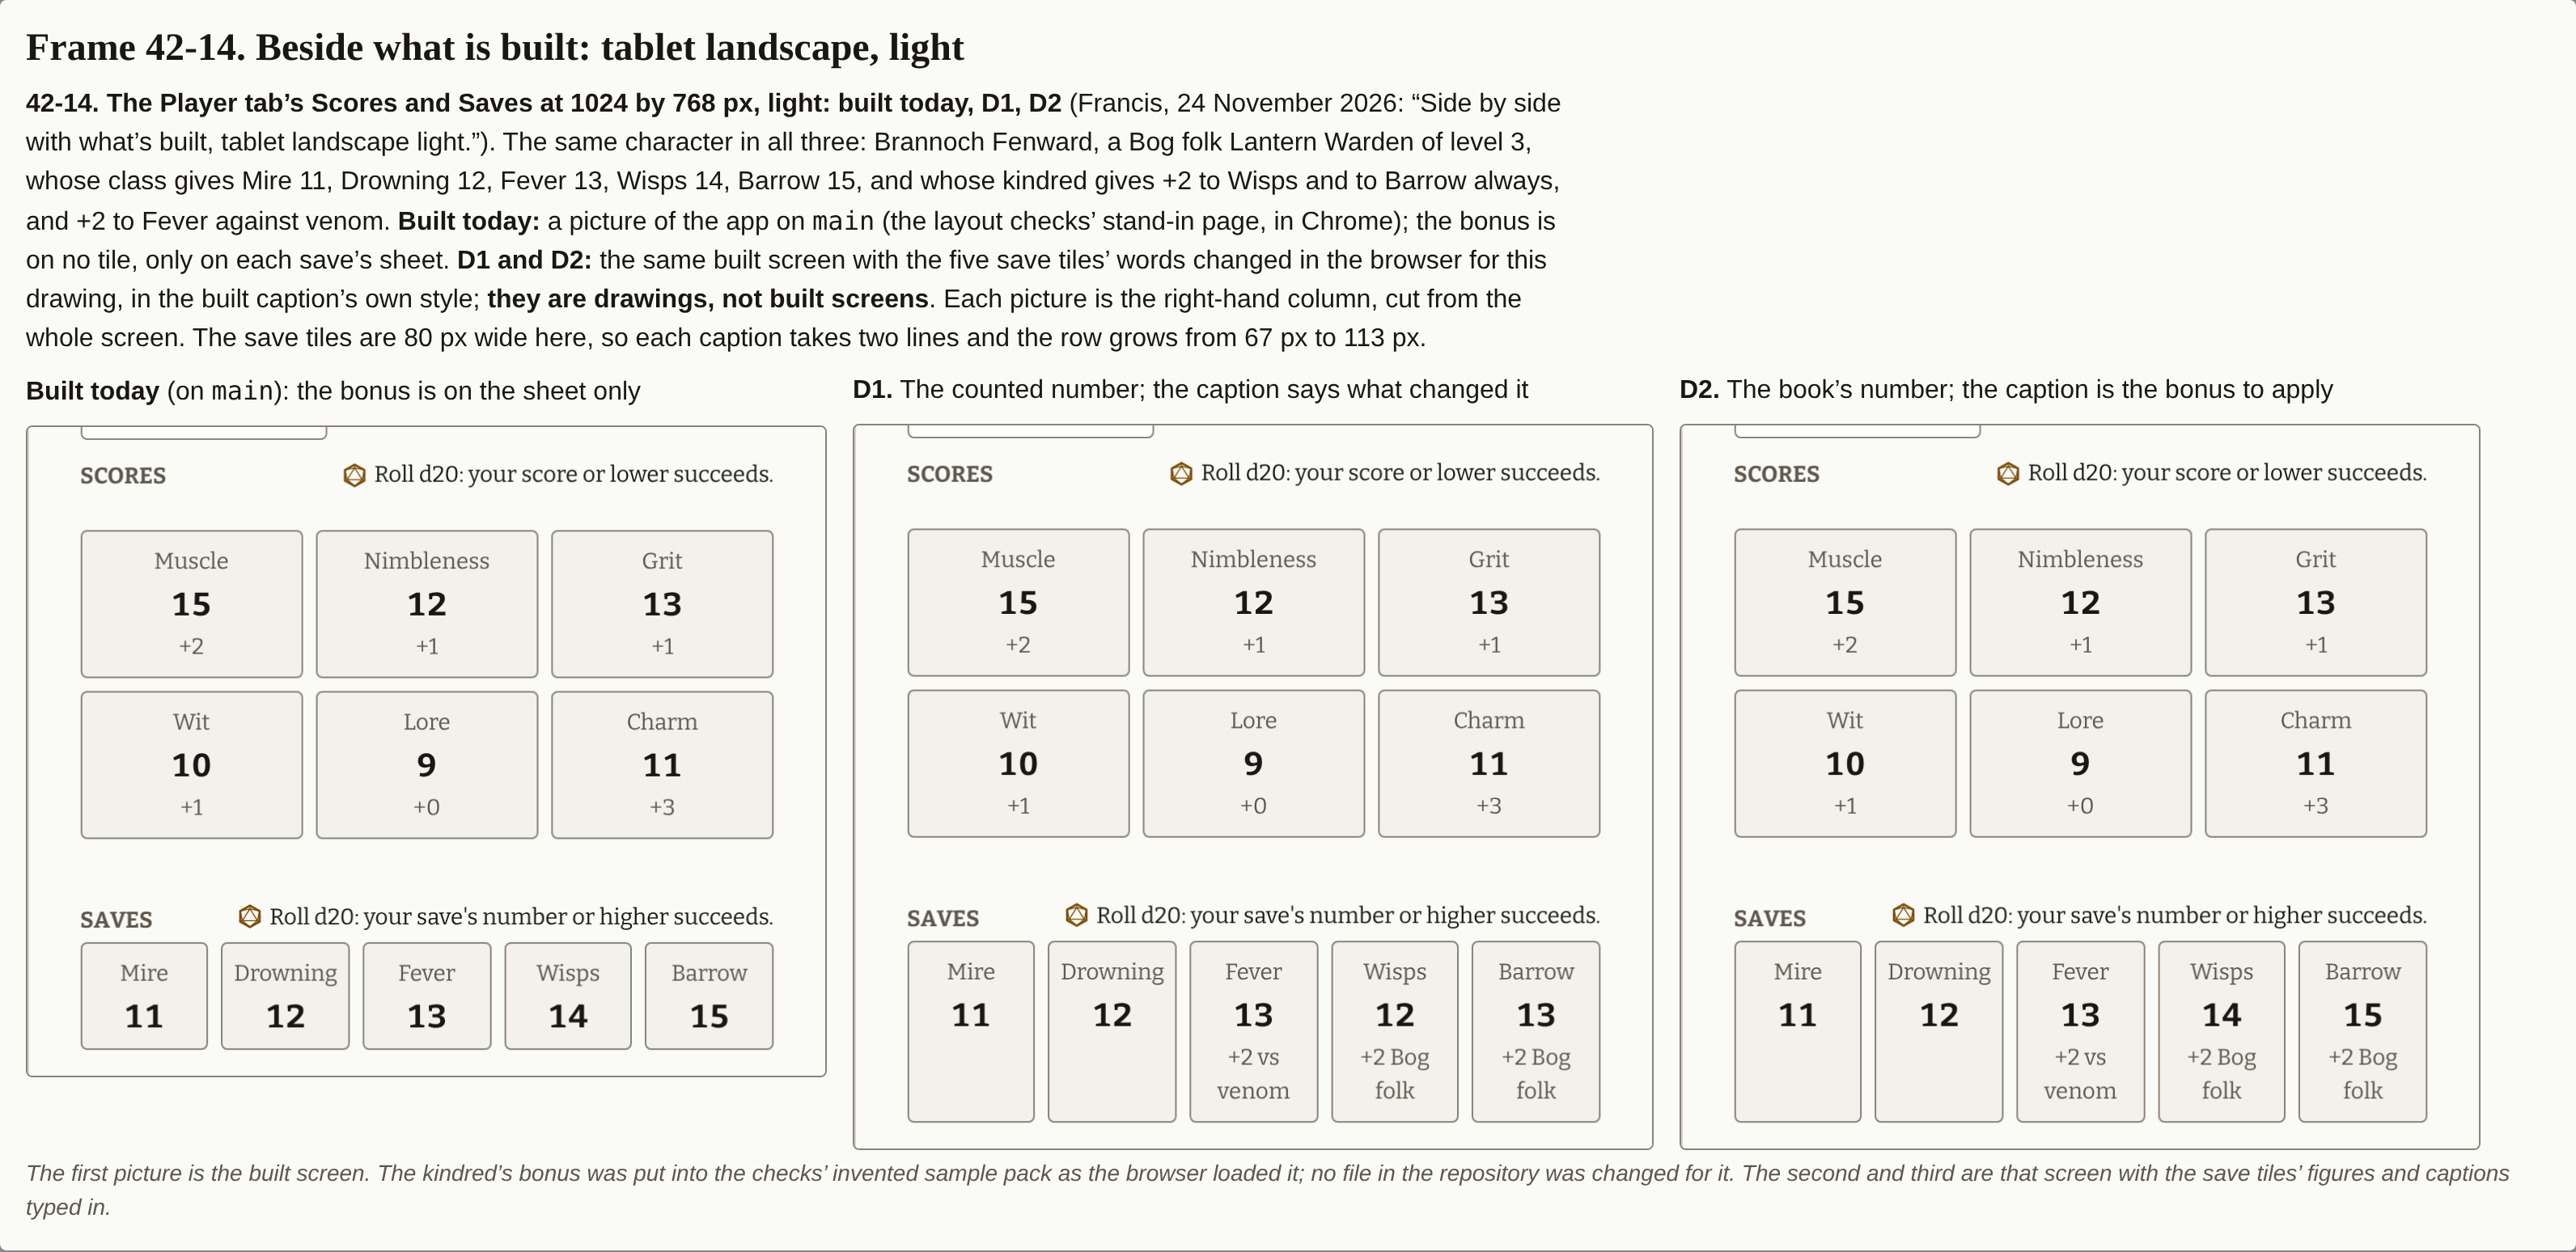 Frame 42-14. Beside what is built: tablet landscape, light
42-14. The Player tab’s Scores and Saves at 1024 by 768 px, light: built today, D1, D2 (Francis, 24 November 2026: “Side by side
with what’s built, tablet landscape light.”). The same character in all three: Brannoch Fenward, a Bog folk Lantern Warden of level 3,
whose class gives Mire 11, Drowning 12, Fever 13, Wisps 14, Barrow 15, and whose kindred gives +2 to Wisps and to Barrow always,
and +2 to Fever against venom. Built today: a picture of the app on main (the layout checks’ stand-in page, in Chrome); the bonus is
on no tile, only on each save’s sheet. D1 and D2: the same built screen with the five save tiles’ words changed in the browser for this
drawing, in the built caption’s own style; they are drawings, not built screens. Each picture is the right-hand column, cut from the
whole screen. The save tiles are 80 px wide here, so each caption takes two lines and the row grows from 67 px to 113 px.
Built today (on main): the bonus is on the sheet only
SCORES
Roll d20: your score or lower succeeds.
Muscle
15
+2
Nimbleness
12
+1
Grit
13
+1
Wit
10
+1
Lore
9
+0
Charm
11
+3
SAVES
Roll d20: your save's number or higher succeeds.
Mire
11
Drowning
12
Fever
13
Wisps
14
Barrow
15
D1. The counted number; the caption says what changed it
SCORES
Roll d20: your score or lower succeeds.
Muscle
15
+2
Nimbleness
12
+1
Grit
13
+1
Wit
10
+1
Lore
9
+0
Charm
11
+3
SAVES
Roll d20: your save's number or higher succeeds.
Mire
11
Drowning
12
Fever
13
+2 vs
venom
Wisps
12
+2 Bog
folk
Barrow
13
+2 Bog
folk
D2. The book’s number; the caption is the bonus to apply
SCORES
Roll d20: your score or lower succeeds.
Muscle
15
+2
Nimbleness
12
+1
Grit
13
+1
Wit
10
+1
Lore
9
+0
Charm
11
+3
SAVES
Roll d20: your save's number or higher succeeds.
Mire
11
Drowning
12
Fever
13
+2 vs
venom
Wisps
14
+2 Bog
folk
Barrow
15
+2 Bog
folk
The first picture is the built screen. The kindred’s bonus was put into the checks’ invented sample pack as the browser loaded it; no file in the repository was changed for it. The second and third are that screen with the save tiles’ figures and captions
typed in.